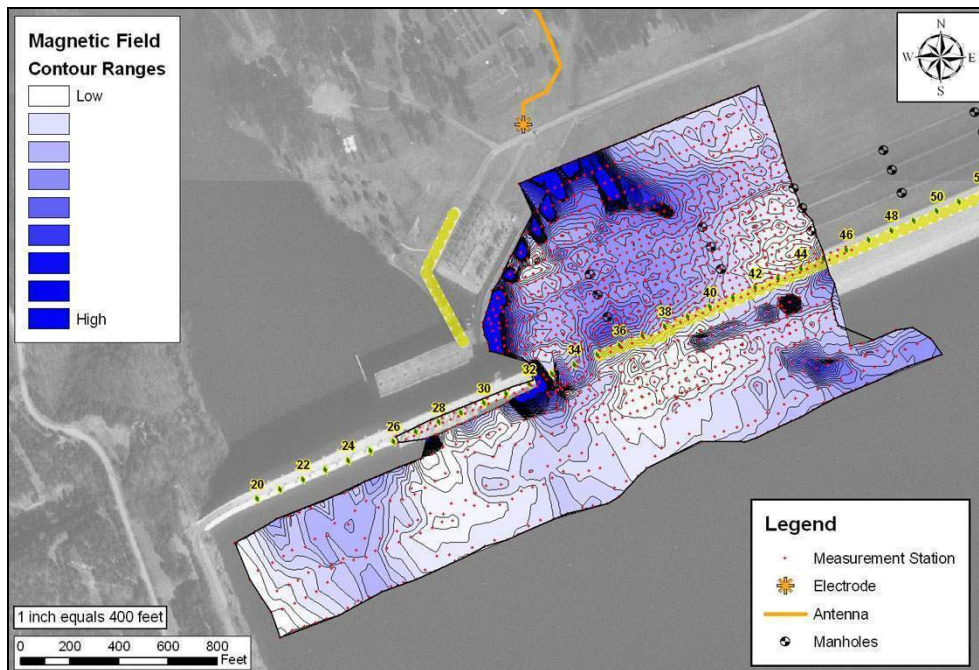 Magnetic Field
Contour Ranges
Low
High
N
W E
S
50
48
46
44
42
40
38
36
34
32
30
28
26
24
22
20
1 inch equals 400 feet
0 200 400 600 800
Feet
Legend
Measurement Station
Electrode
Antenna
Manholes